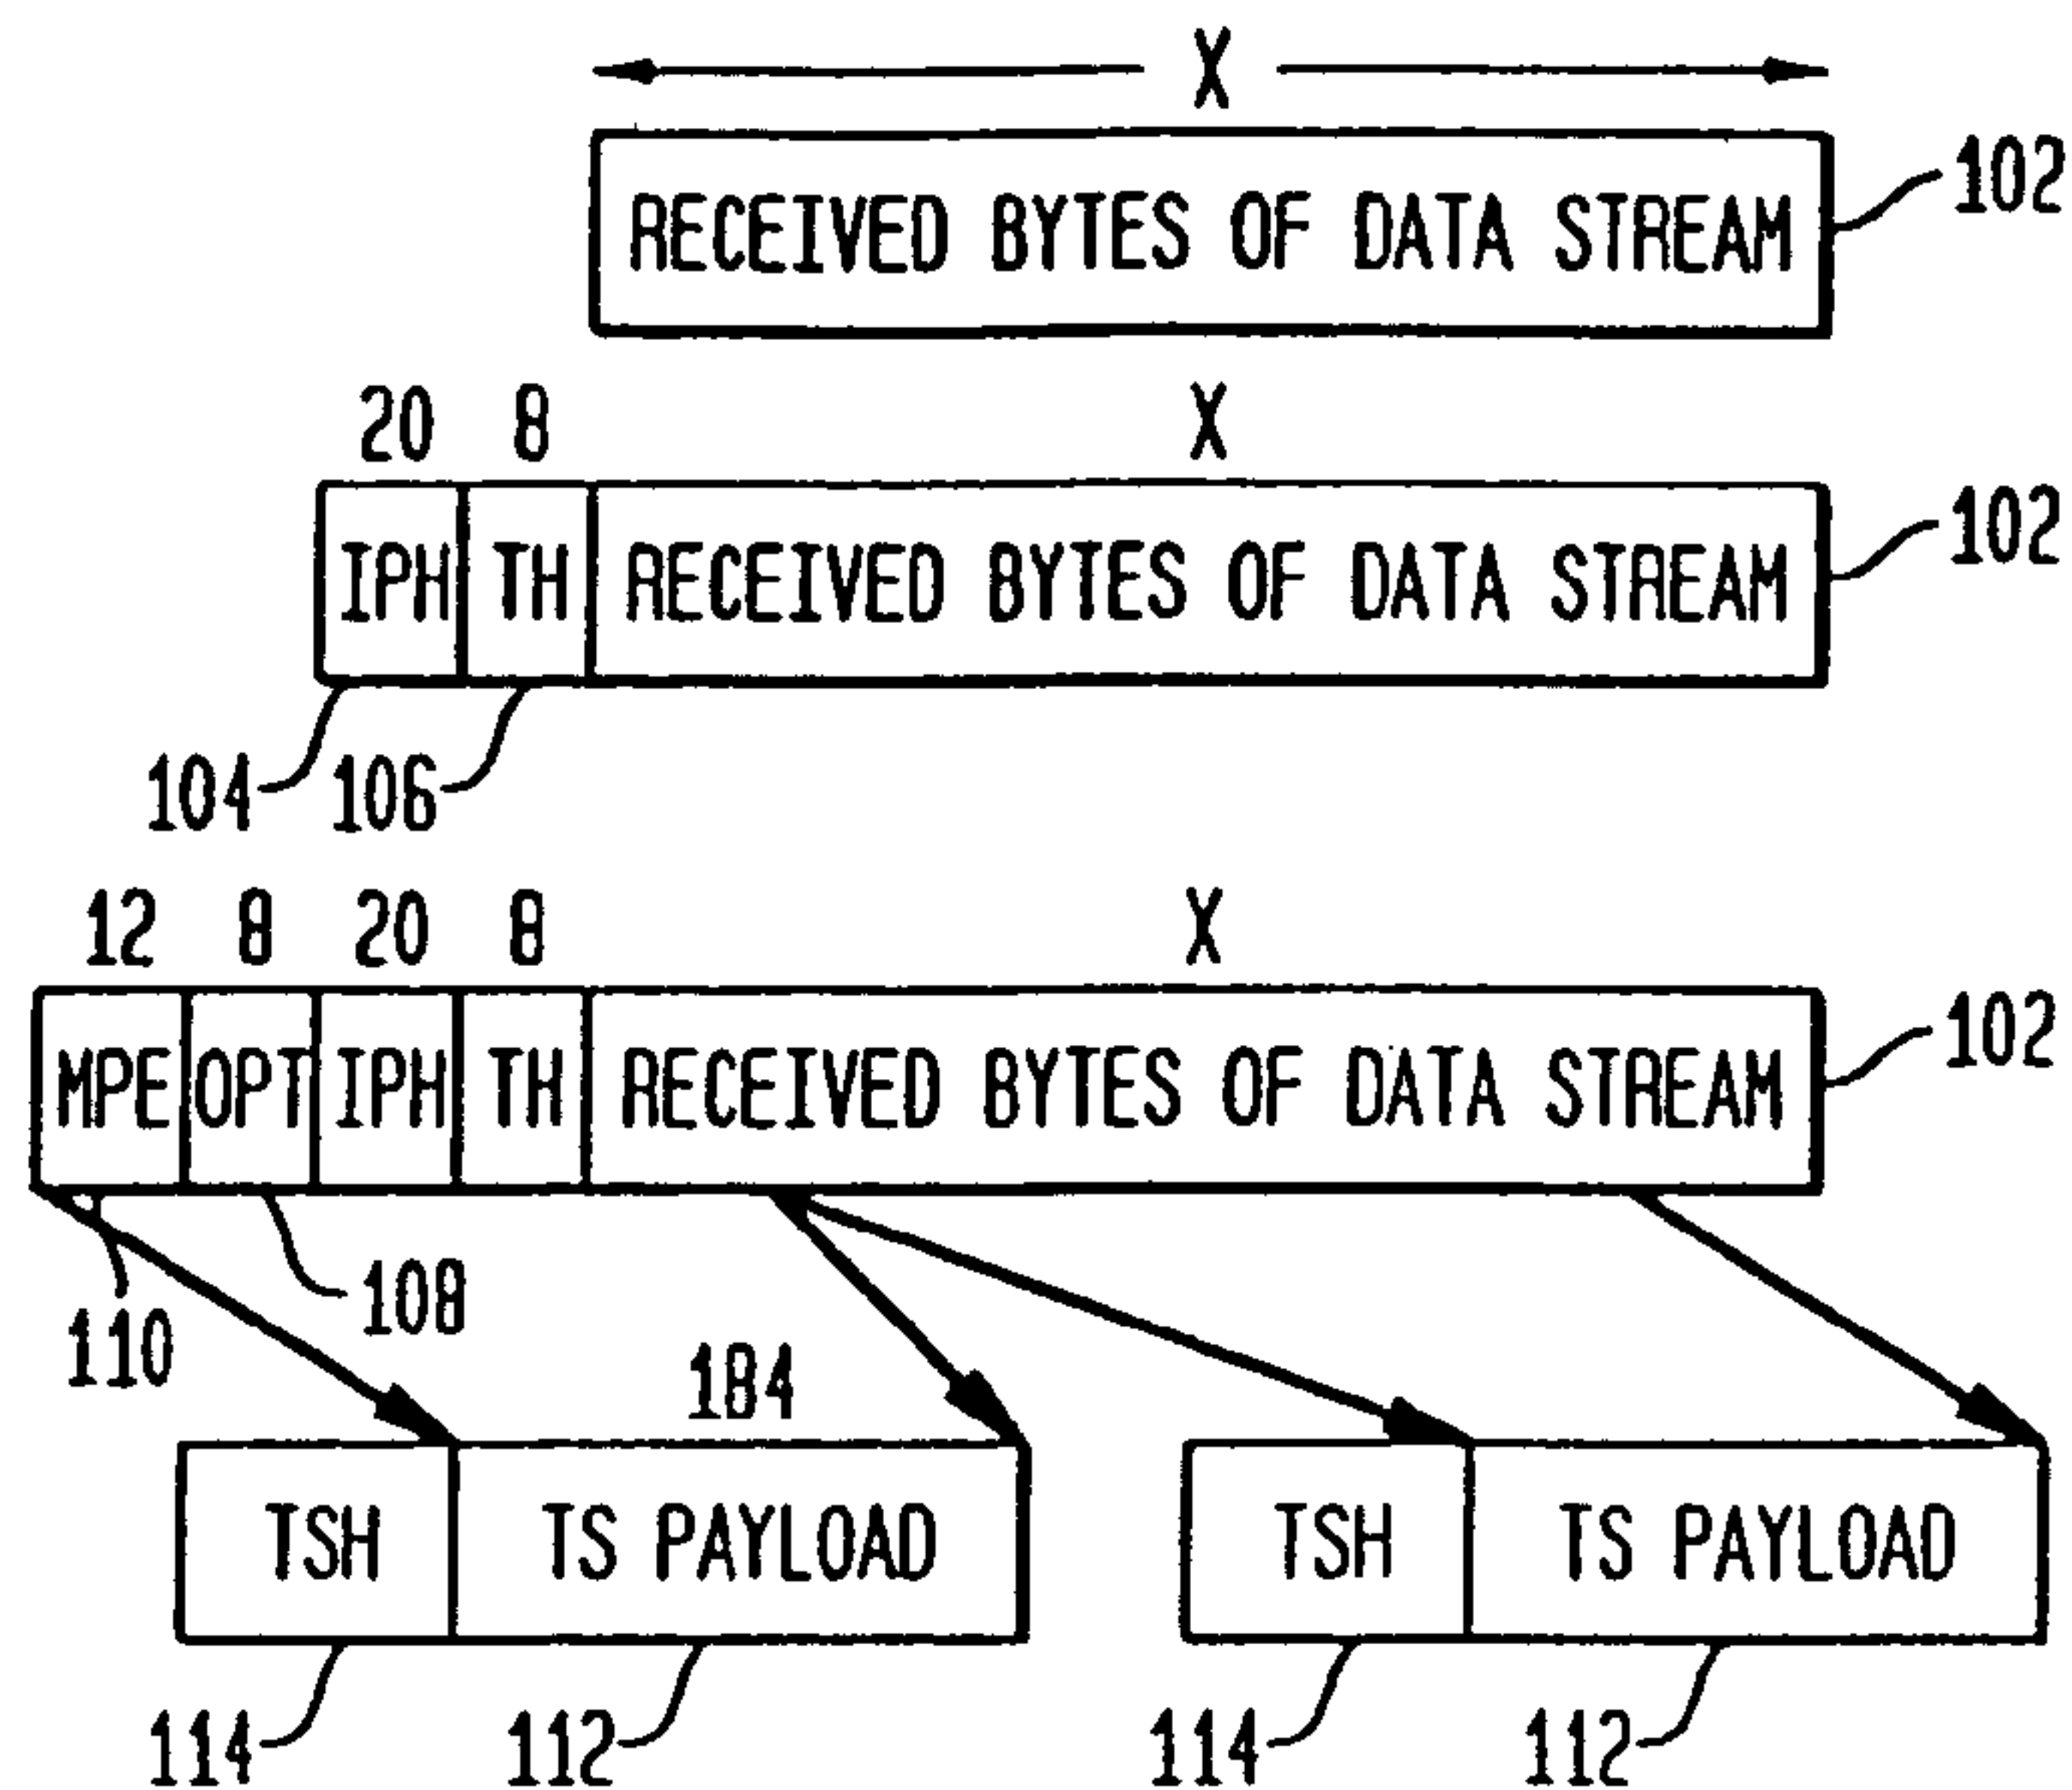 X
RECEIVED BYTES OF DATA STREAM 102
20 8 X
IPH TH RECEIVED BYTES OF DATA STREAM 102
104 106
12 8 20 8 X
MPE OPT IPH TH RECEIVED BYTES OF DATA STREAM 102
110 108
184
TSH TS PAYLOAD TSH TS PAYLOAD
114 112 114 112